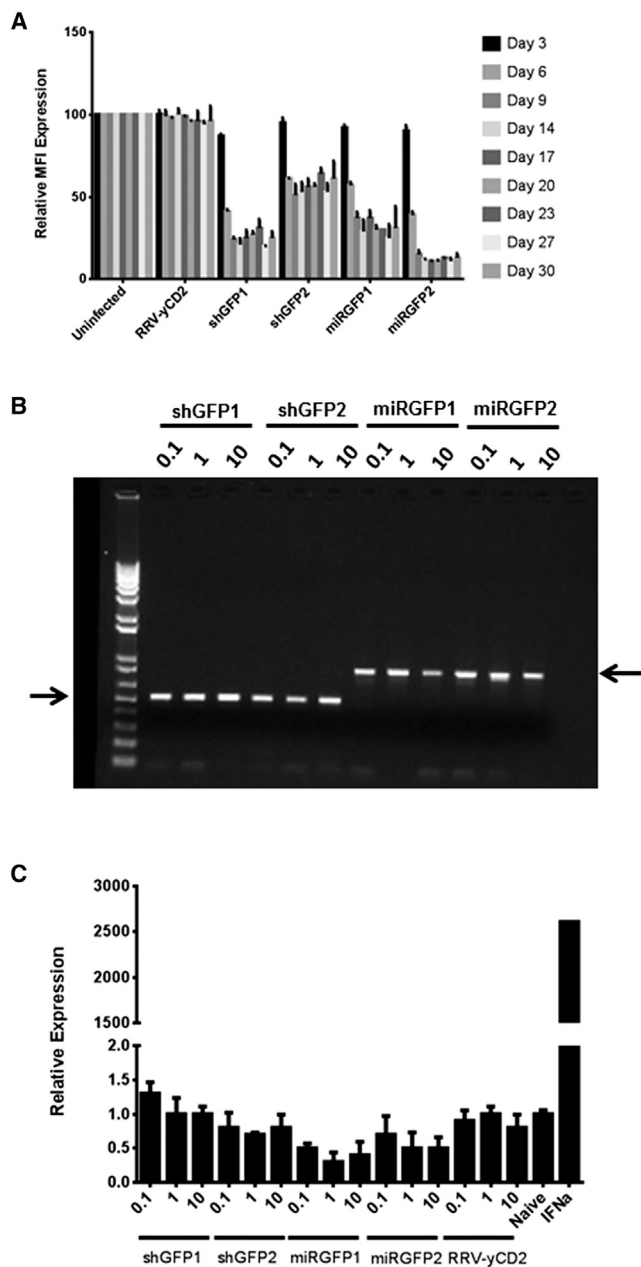 A
Relative MFI Expression
150
100
50
0
Uninfected
RRV-yCD2
shGFP1
shGFP2
miRGFP1
miRGFP2
Day 3
Day 6
Day 9
Day 14
Day 17
Day 20
Day 23
Day 27
Day 30
B
shGFP1 shGFP2 miRGFP1 miRGFP2
0.1 1 10 0.1 1 10 0.1 1 10 0.1 1 10
C
Relative Expression
3000
2500
2000
1500
2.0
1.5
1.0
0.5
0.0
0.1 1 10 0.1 1 10 0.1 1 10 0.1 1 10 0.1 1 10 Naive IFNa
shGFP1 shGFP2 miRGFP1 miRGFP2 RRV-yCD2